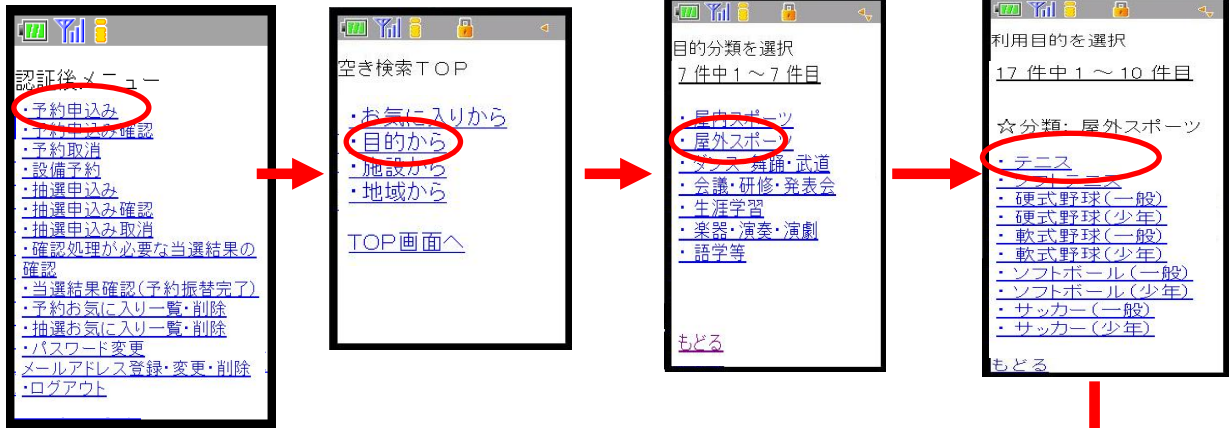 認証後メニュー
・予約申込み
・予約申込み確認
・予約取消
・設備予約
・抽選申込み
・抽選申込み確認
・抽選申込み取消
・確認処理が必要な当選結果の
確認
・当選結果確認(予約振替完了)
・予約お気に入り一覧・削除
・抽選お気に入り一覧・削除
・パスワード変更
メールアドレス登録・変更・削除
・ログアウト
空き検索TOP
・お気に入りから
・目的から
・施設から
・地域から
TOP画面へ
目的分類を選択
7 件中 1 ~ 7 件目
・屋内スポーツ
・屋外スポーツ
・ダンス・舞踊・武道
・会議・研修・発表会
・生涯学習
・楽器・演奏・演劇
・語学等
もどる
利用目的を選択
17 件中 1 ~ 10 件目
☆分類: 屋外スポーツ
・テニス
・ソフトテニス
・硬式野球(一般)
・硬式野球(少年)
・軟式野球(一般)
・軟式野球(少年)
・ソフトボール(一般)
・ソフトボール(少年)
・サッカー(一般)
・サッカー(少年)
もどる